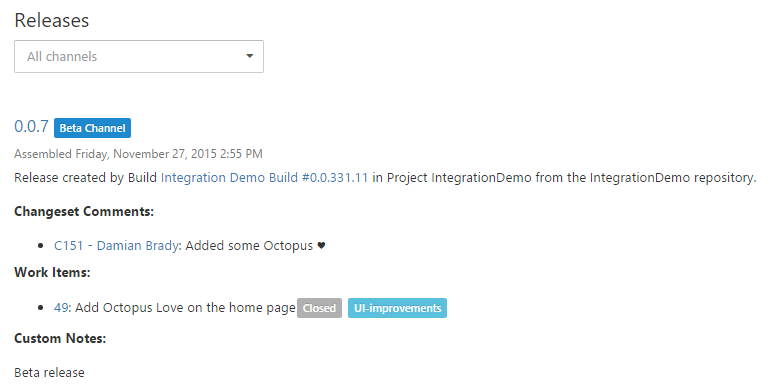 Releases
All channels
0.0.7 Beta Channel
Assembled Friday, November 27, 2015 2:55 PM
Release created by Build Integration Demo Build #0.0.331.11 in Project IntegrationDemo from the IntegrationDemo repository.
Changeset Comments:
• C151 - Damian Brady: Added some Octopus ♥
Work Items:
• 49: Add Octopus Love on the home page Closed UI-improvements
Custom Notes:
Beta release